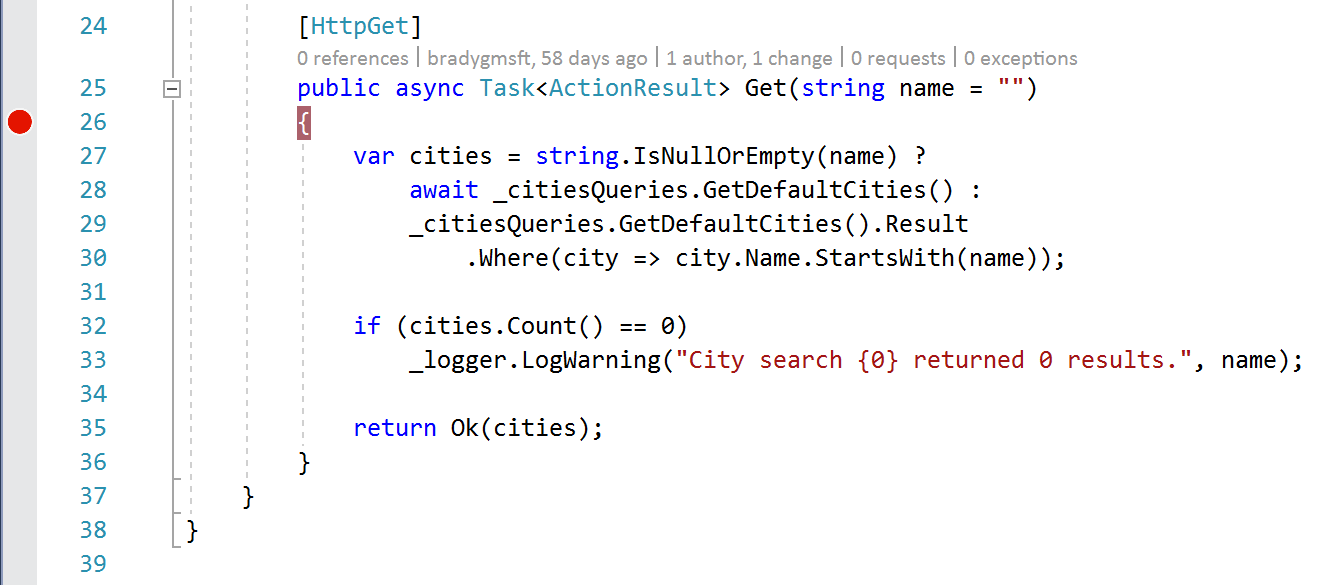 24 [HttpGet]
0 references | bradygmsft, 58 days ago | 1 author, 1 change | 0 requests | 0 exceptions
25 public async Task<ActionResult> Get(string name = "")
26 {
27 var cities = string.IsNullOrEmpty(name) ?
28 await _citiesQueries.GetDefaultCities() :
29 _citiesQueries.GetDefaultCities().Result
30 .Where(city => city.Name.StartsWith(name));
31
32 if (cities.Count() == 0)
33 _logger.LogWarning("City search {0} returned 0 results.", name);
34
35 return Ok(cities);
36 }
37 }
38 }
39